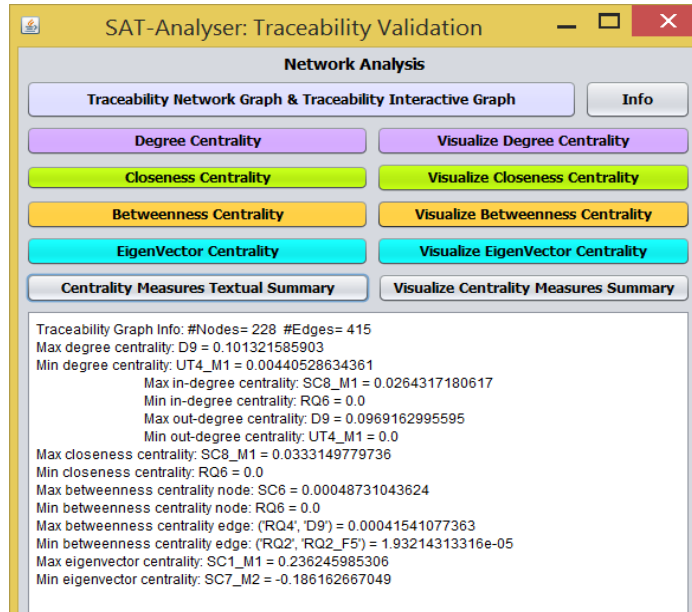 SAT-Analyser: Traceability Validation
Network Analysis
Traceability Network Graph & Traceability Interactive Graph
Info
Degree Centrality
Visualize Degree Centrality
Closeness Centrality
Visualize Closeness Centrality
Betweenness Centrality
Visualize Betweenness Centrality
EigenVector Centrality
Visualize EigenVector Centrality
Centrality Measures Textual Summary
Visualize Centrality Measures Summary
Traceability Graph Info: #Nodes= 228 #Edges= 415
Max degree centrality: D9 = 0.101321585903
Min degree centrality: UT4_M1 = 0.00440528634361
Max in-degree centrality: SC8_M1 = 0.0264317180617
Min in-degree centrality: RQ6 = 0.0
Max out-degree centrality: D9 = 0.0969162995595
Min out-degree centrality: UT4_M1 = 0.0
Max closeness centrality: SC8_M1 = 0.0333149779736
Min closeness centrality: RQ6 = 0.0
Max betweenness centrality node: SC6 = 0.00048731043624
Min betweenness centrality node: RQ6 = 0.0
Max betweenness centrality edge: ('RQ4', 'D9') = 0.00041541077363
Min betweenness centrality edge: ('RQ2', 'RQ2_F5') = 1.93214313316e-05
Max eigenvector centrality: SC1_M1 = 0.236245985306
Min eigenvector centrality: SC7_M2 = -0.186162667049